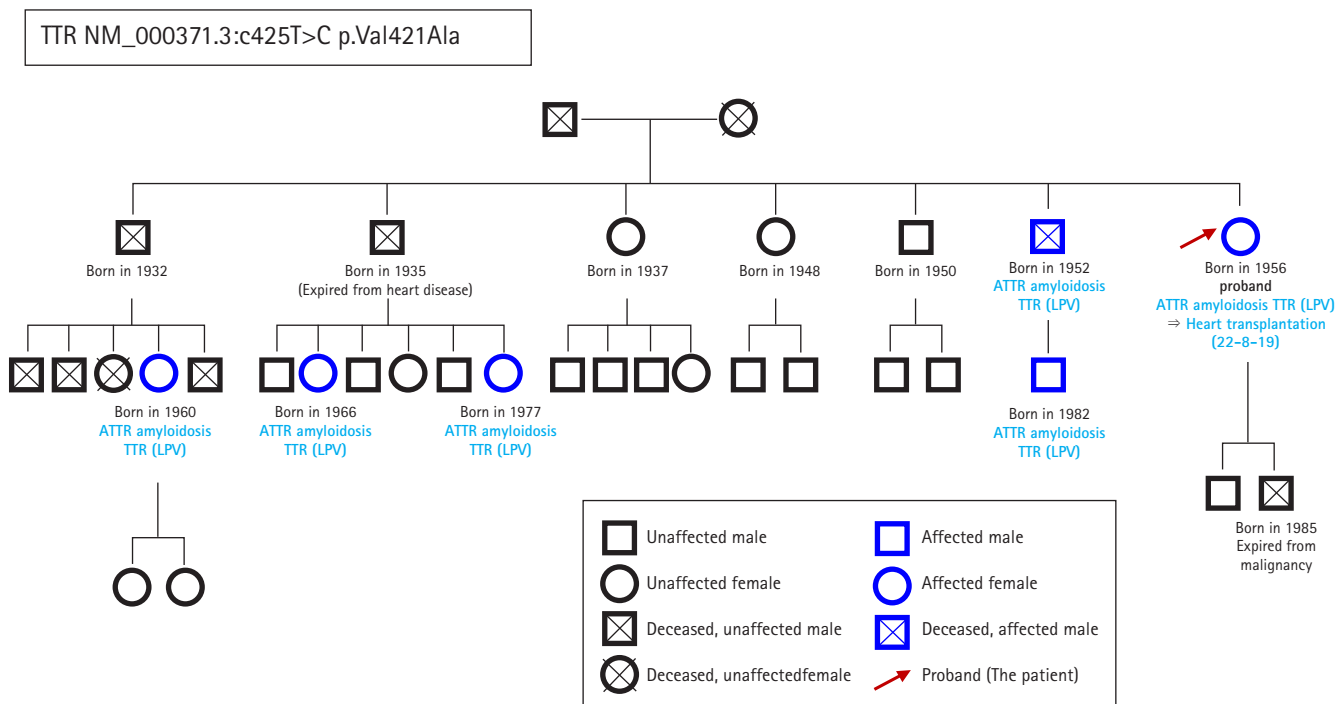 TTR NM_000371.3:c425T>C p.Val421Ala
Born in 1932
Born in 1935
(Expired from heart disease)
Born in 1937
Born in 1948
Born in 1950
Born in 1952
ATTR amyloidosis
TTR (LPV)
Born in 1956
proband
ATTR amyloidosis TTR (LPV)
⇒ Heart transplantation
(22-8-19)
Born in 1960
ATTR amyloidosis
TTR (LPV)
Born in 1966
ATTR amyloidosis
TTR (LPV)
Born in 1977
ATTR amyloidosis
TTR (LPV)
Born in 1982
ATTR amyloidosis
TTR (LPV)
Born in 1985
Expired from
malignancy
Unaffected male
Affected male
Unaffected female
Affected female
Deceased, unaffected male
Deceased, affected male
Deceased, unaffectedfemale
Proband (The patient)